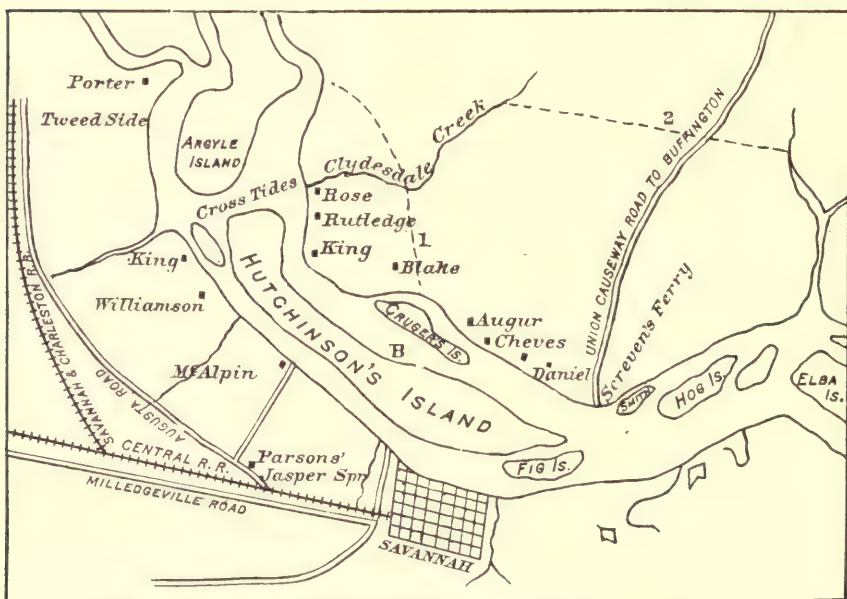 Porter
Tweed Side
ARGYLE
ISLAND
Clydesdale Creek
2
UNION CAUSEWAY ROAD TO BUFFINGTON
Cross Tides
Rose
Rutledge
King
1
Blake
King
Williamson
HUTCHINSON'S ISLAND
CRUGER'S IS.
B
Augur
Cheves
Daniel
Screven's Ferry
SMITH
HOG IS.
ELBA
IS.
McAlpin
SAVANNAH & CHARLESTON R.R.
AUGUSTA ROAD
CENTRAL R.R.
MILLEDGEVILLE ROAD
Parsons'
Jasper Spr
FIG IS.
SAVANNAH